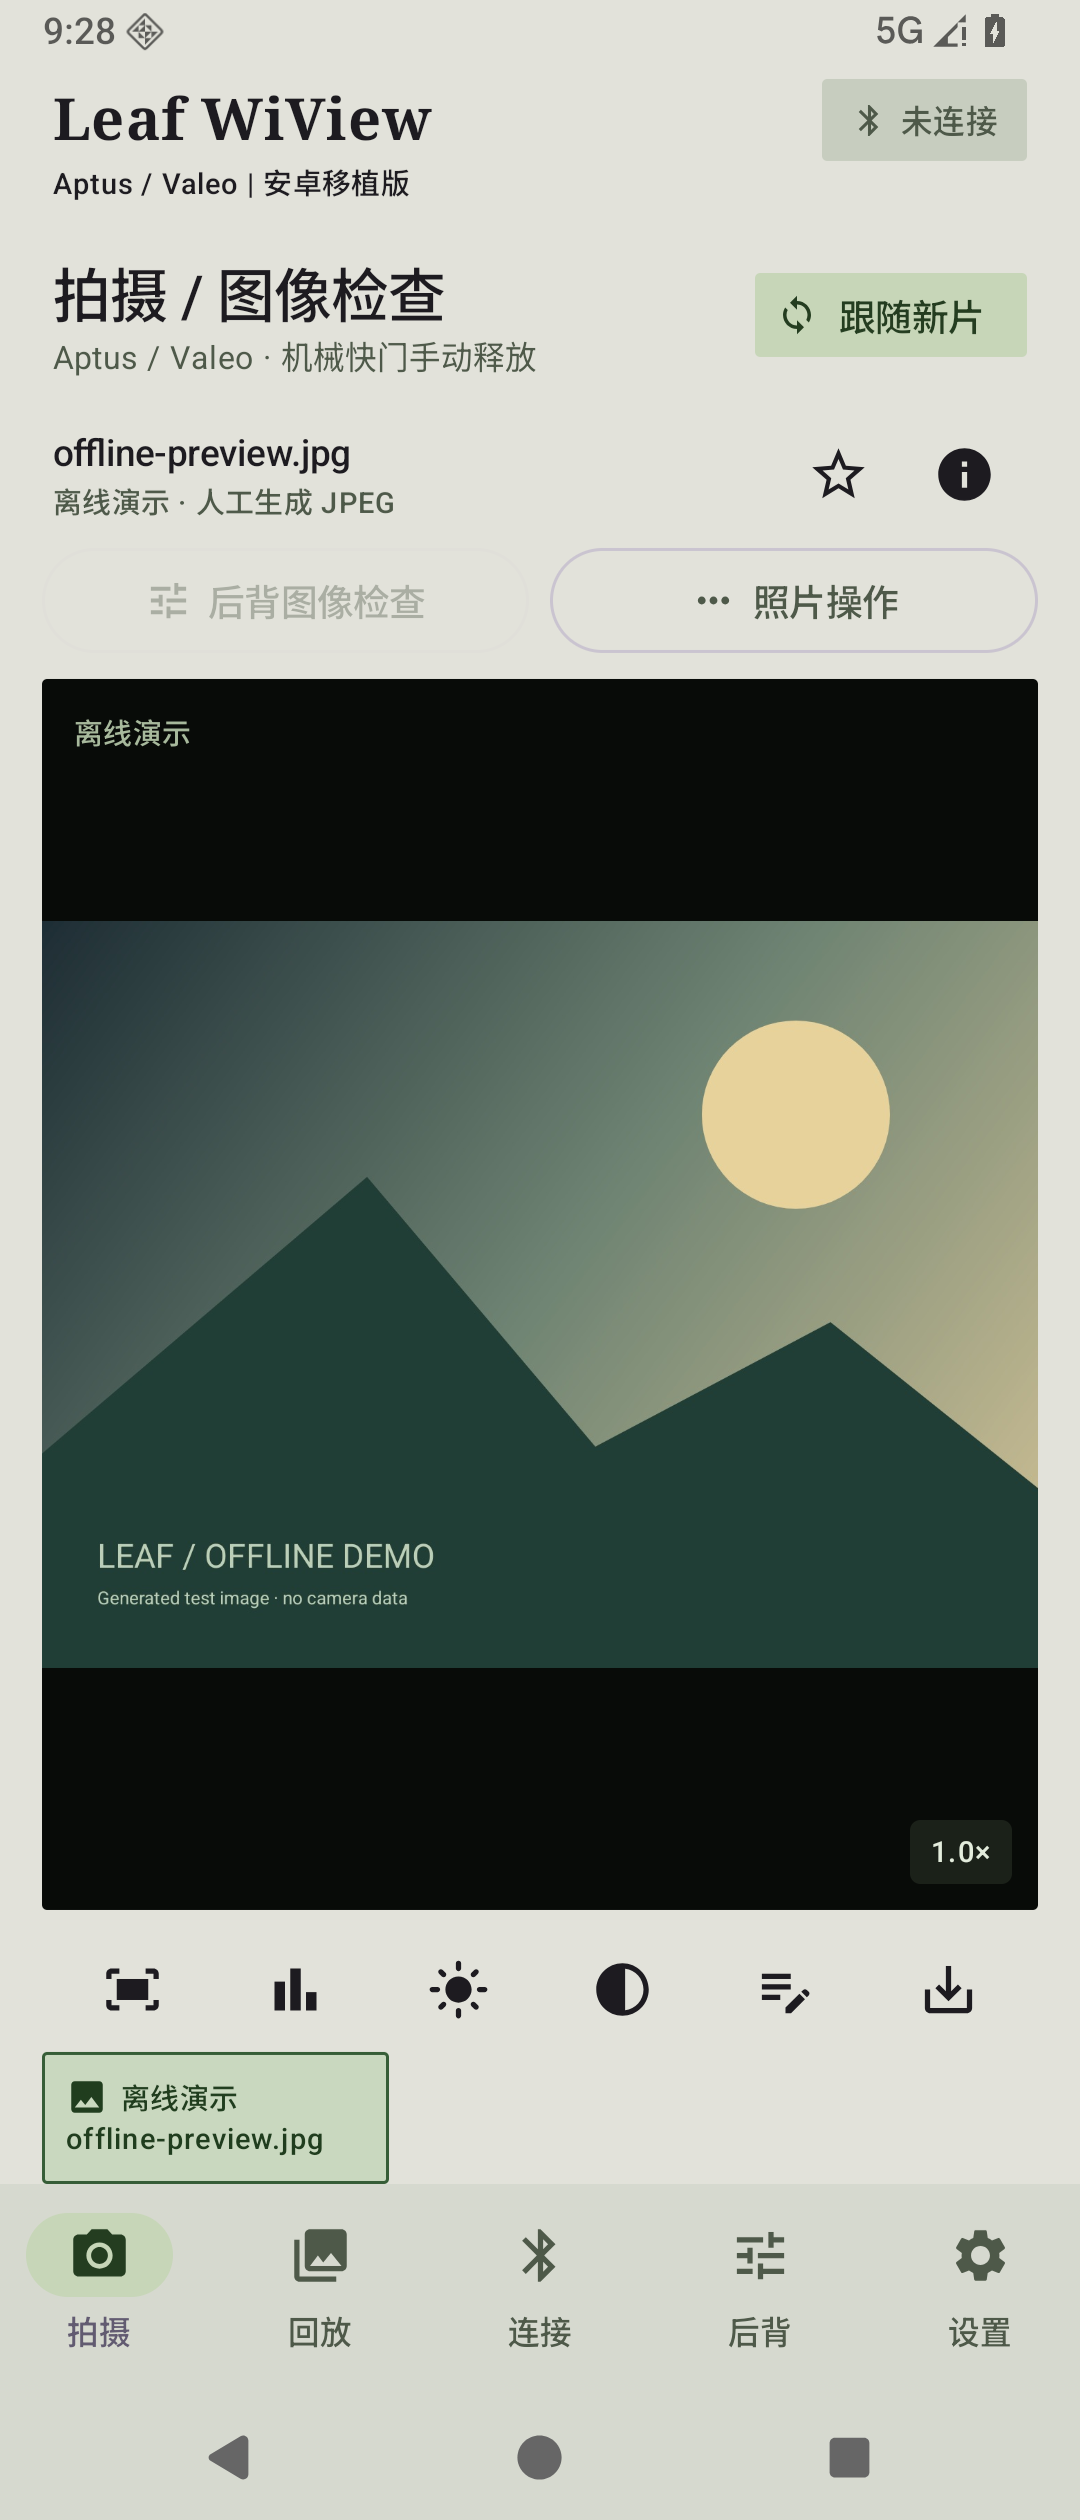 9:28
5G
Leaf WiView
未连接
Aptus / Valeo | 安卓移植版
拍摄 / 图像检查
跟随新片
Aptus / Valeo · 机械快门手动释放
offline-preview.jpg
离线演示 · 人工生成 JPEG
后背图像检查
照片操作
离线演示
LEAF / OFFLINE DEMO
Generated test image · no camera data
1.0×
离线演示
offline-preview.jpg
拍摄
回放
连接
后背
设置